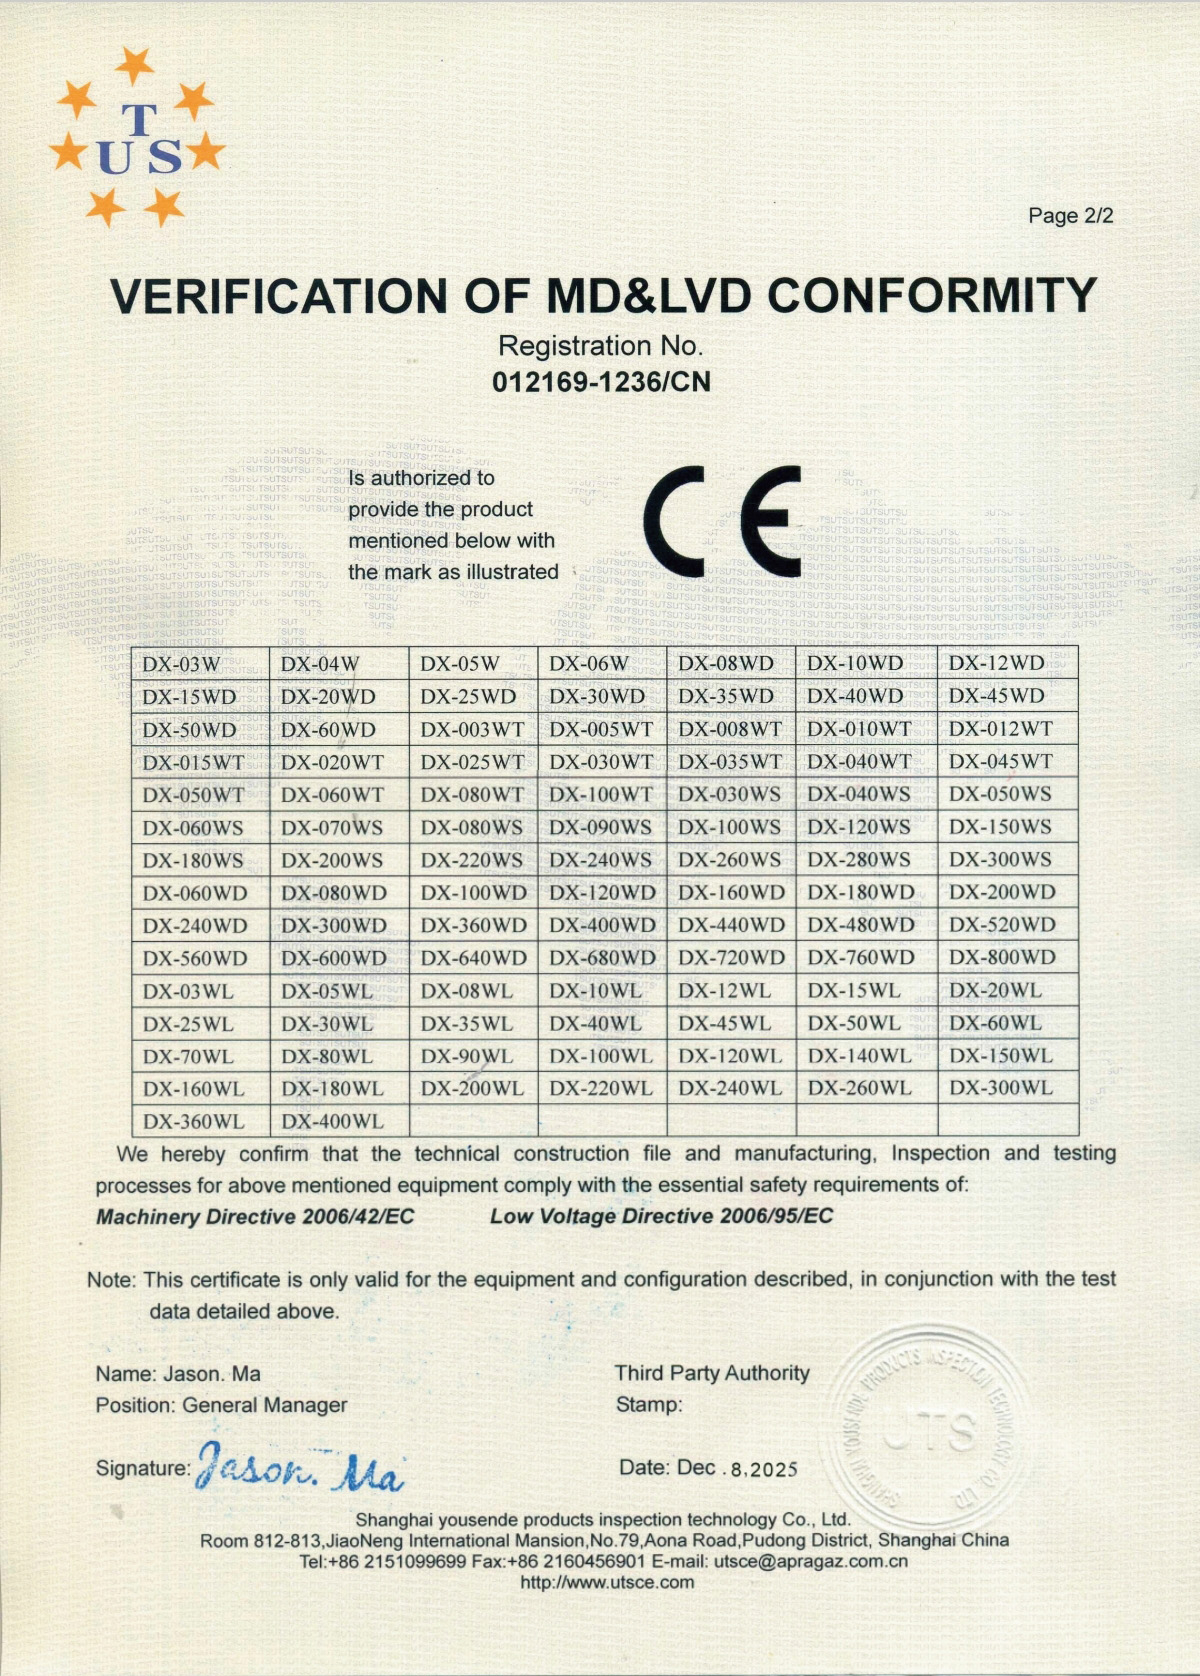 T
US
Page 2/2
VERIFICATION OF MD&LVD CONFORMITY
Registration No.
012169-1236/CN
Is authorized to
provide the product
mentioned below with
the mark as illustrated
CE
DX-03W DX-04W DX-05W DX-06W DX-08WD DX-10WD DX-12WD
DX-15WD DX-20WD DX-25WD DX-30WD DX-35WD DX-40WD DX-45WD
DX-50WD DX-60WD DX-003WT DX-005WT DX-008WT DX-010WT DX-012WT
DX-015WT DX-020WT DX-025WT DX-030WT DX-035WT DX-040WT DX-045WT
DX-050WT DX-060WT DX-080WT DX-100WT DX-030WS DX-040WS DX-050WS
DX-060WS DX-070WS DX-080WS DX-090WS DX-100WS DX-120WS DX-150WS
DX-180WS DX-200WS DX-220WS DX-240WS DX-260WS DX-280WS DX-300WS
DX-060WD DX-080WD DX-100WD DX-120WD DX-160WD DX-180WD DX-200WD
DX-240WD DX-300WD DX-360WD DX-400WD DX-440WD DX-480WD DX-520WD
DX-560WD DX-600WD DX-640WD DX-680WD DX-720WD DX-760WD DX-800WD
DX-03WL DX-05WL DX-08WL DX-10WL DX-12WL DX-15WL DX-20WL
DX-25WL DX-30WL DX-35WL DX-40WL DX-45WL DX-50WL DX-60WL
DX-70WL DX-80WL DX-90WL DX-100WL DX-120WL DX-140WL DX-150WL
DX-160WL DX-180WL DX-200WL DX-220WL DX-240WL DX-260WL DX-300WL
DX-360WL DX-400WL
We hereby confirm that the technical construction file and manufacturing, Inspection and testing
processes for above mentioned equipment comply with the essential safety requirements of:
Machinery Directive 2006/42/EC Low Voltage Directive 2006/95/EC
Note: This certificate is only valid for the equipment and configuration described, in conjunction with the test
data detailed above.
Name: Jason. Ma Third Party Authority
Position: General Manager Stamp:
Signature: Jason. Ma Date: Dec .8,2025
SHANGHAI YOUSENDE PRODUCTS INSPECTION TECHNOLOGY CO., LTD.
UTS
Shanghai yousende products inspection technology Co., Ltd.
Room 812-813,JiaoNeng International Mansion,No.79,Aona Road,Pudong District, Shanghai China
Tel:+86 2151099699 Fax:+86 2160456901 E-mail: utsce@apragaz.com.cn
http://www.utsce.com